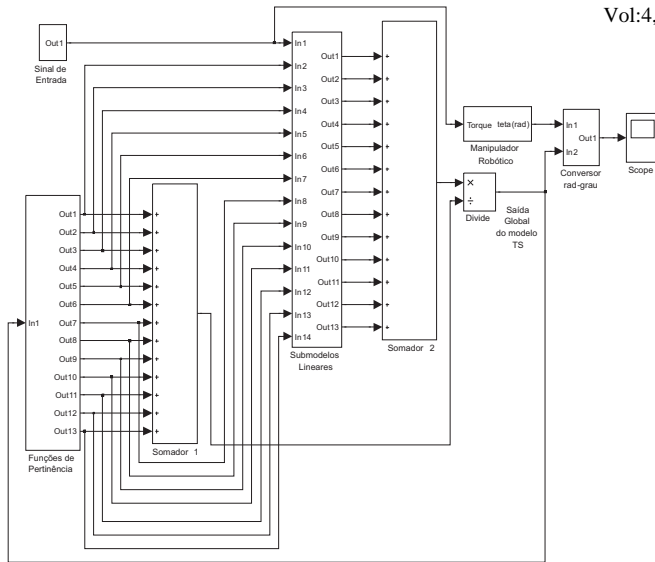 Vol:4,
Out1
Sinal de
Entrada
In1
In2
In3
In4
In5
In6
In7
In8
In9
In10
In11
In12
In13
In14
Out1
Out2
Out3
Out4
Out5
Out6
Out7
Out8
Out9
Out10
Out11
Out12
Out13
Submodelos
Lineares
+
+
+
+
+
+
+
+
+
+
+
+
+
Somador 2
Torque teta(rad)
Manipulador
Robótico
In1
In2
Out1
Conversor
rad-grau
Scope
×
÷
Divide
Saída
Global
do modelo
TS
In1
Out1
Out2
Out3
Out4
Out5
Out6
Out7
Out8
Out9
Out10
Out11
Out12
Out13
Funções de
Pertinência
+
+
+
+
+
+
+
+
+
+
+
+
+
Somador 1